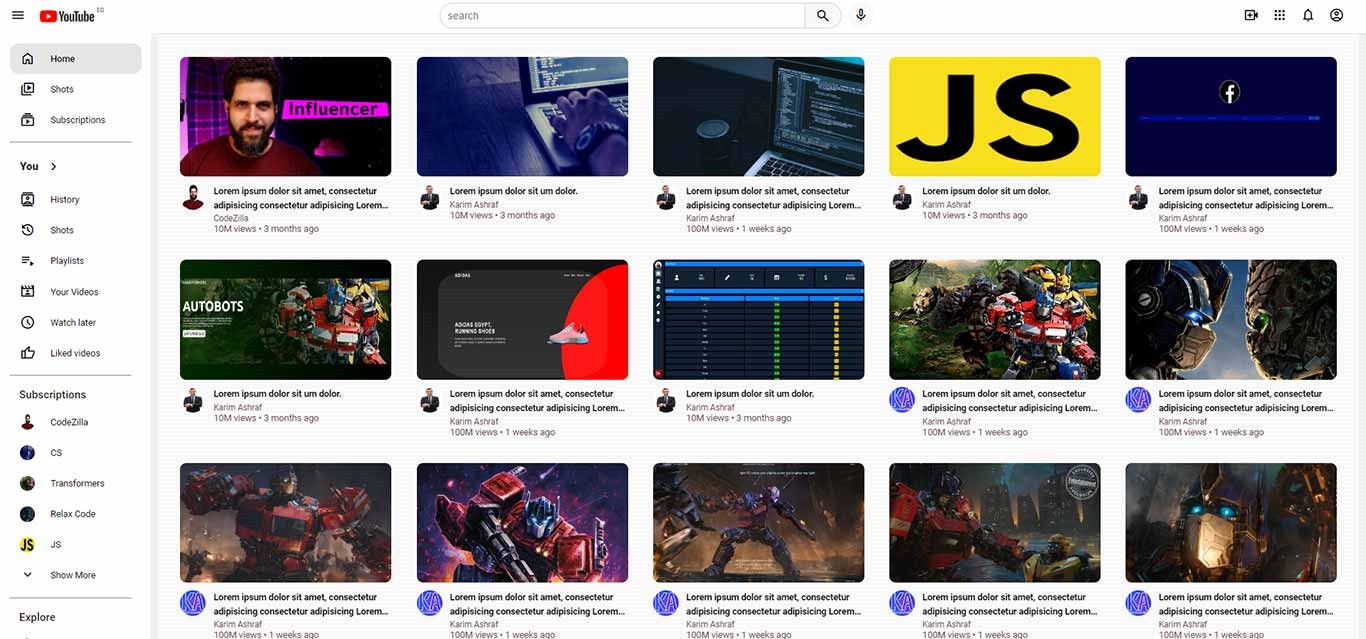 YouTube EG
search
Home
Shots
Subscriptions
You
History
Shots
Playlists
Your Videos
Watch later
Liked videos
Subscriptions
CodeZilla
CS
Transformers
Relax Code
JS
JS
Show More
Explore
Influencer
Lorem ipsum dolor sit amet, consectetur
adipisicing consectetur adipisicing Lorem...
CodeZilla
10M views • 3 months ago
Lorem ipsum dolor sit um dolor.
Karim Ashraf
10M views • 3 months ago
Lorem ipsum dolor sit amet, consectetur
adipisicing consectetur adipisicing Lorem...
Karim Ashraf
100M views • 1 weeks ago
JS
Lorem ipsum dolor sit um dolor.
Karim Ashraf
10M views • 3 months ago
Lorem ipsum dolor sit amet, consectetur
adipisicing consectetur adipisicing Lorem...
Karim Ashraf
100M views • 1 weeks ago
AUTOBOTS
Lorem ipsum dolor sit um dolor.
Karim Ashraf
10M views • 3 months ago
ADIDAS
ADIDAS EGYPT,
RUNNING SHOES
Lorem ipsum dolor sit amet, consectetur
adipisicing consectetur adipisicing Lorem...
Karim Ashraf
100M views • 1 weeks ago
Lorem ipsum dolor sit um dolor.
Karim Ashraf
10M views • 3 months ago
KA
Lorem ipsum dolor sit amet, consectetur
adipisicing consectetur adipisicing Lorem...
Karim Ashraf
100M views • 1 weeks ago
KA
Lorem ipsum dolor sit amet, consectetur
adipisicing consectetur adipisicing Lorem...
Karim Ashraf
100M views • 1 weeks ago
KA
Lorem ipsum dolor sit amet, consectetur
adipisicing consectetur adipisicing Lorem...
Karim Ashraf
100M views • 1 weeks ago
KA
Lorem ipsum dolor sit amet, consectetur
adipisicing consectetur adipisicing Lorem...
Karim Ashraf
100M views • 1 weeks ago
KA
Lorem ipsum dolor sit amet, consectetur
adipisicing consectetur adipisicing Lorem...
Karim Ashraf
100M views • 1 weeks ago
Entertainment
KA
Lorem ipsum dolor sit amet, consectetur
adipisicing consectetur adipisicing Lorem...
Karim Ashraf
100M views • 1 weeks ago
KA
Lorem ipsum dolor sit amet, consectetur
adipisicing consectetur adipisicing Lorem...
Karim Ashraf
100M views • 1 weeks ago